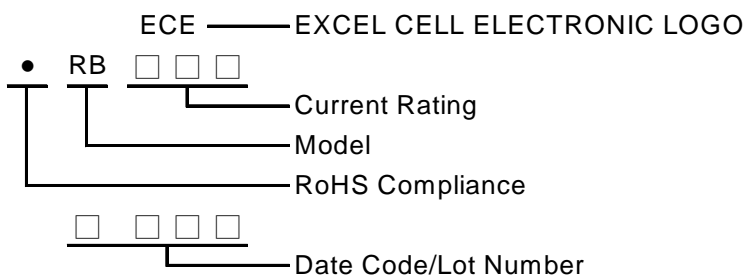 ECE EXCEL CELL ELECTRONIC LOGO
● RB □ □ □
Current Rating
Model
RoHS Compliance
□ □ □ □
Date Code/Lot Number